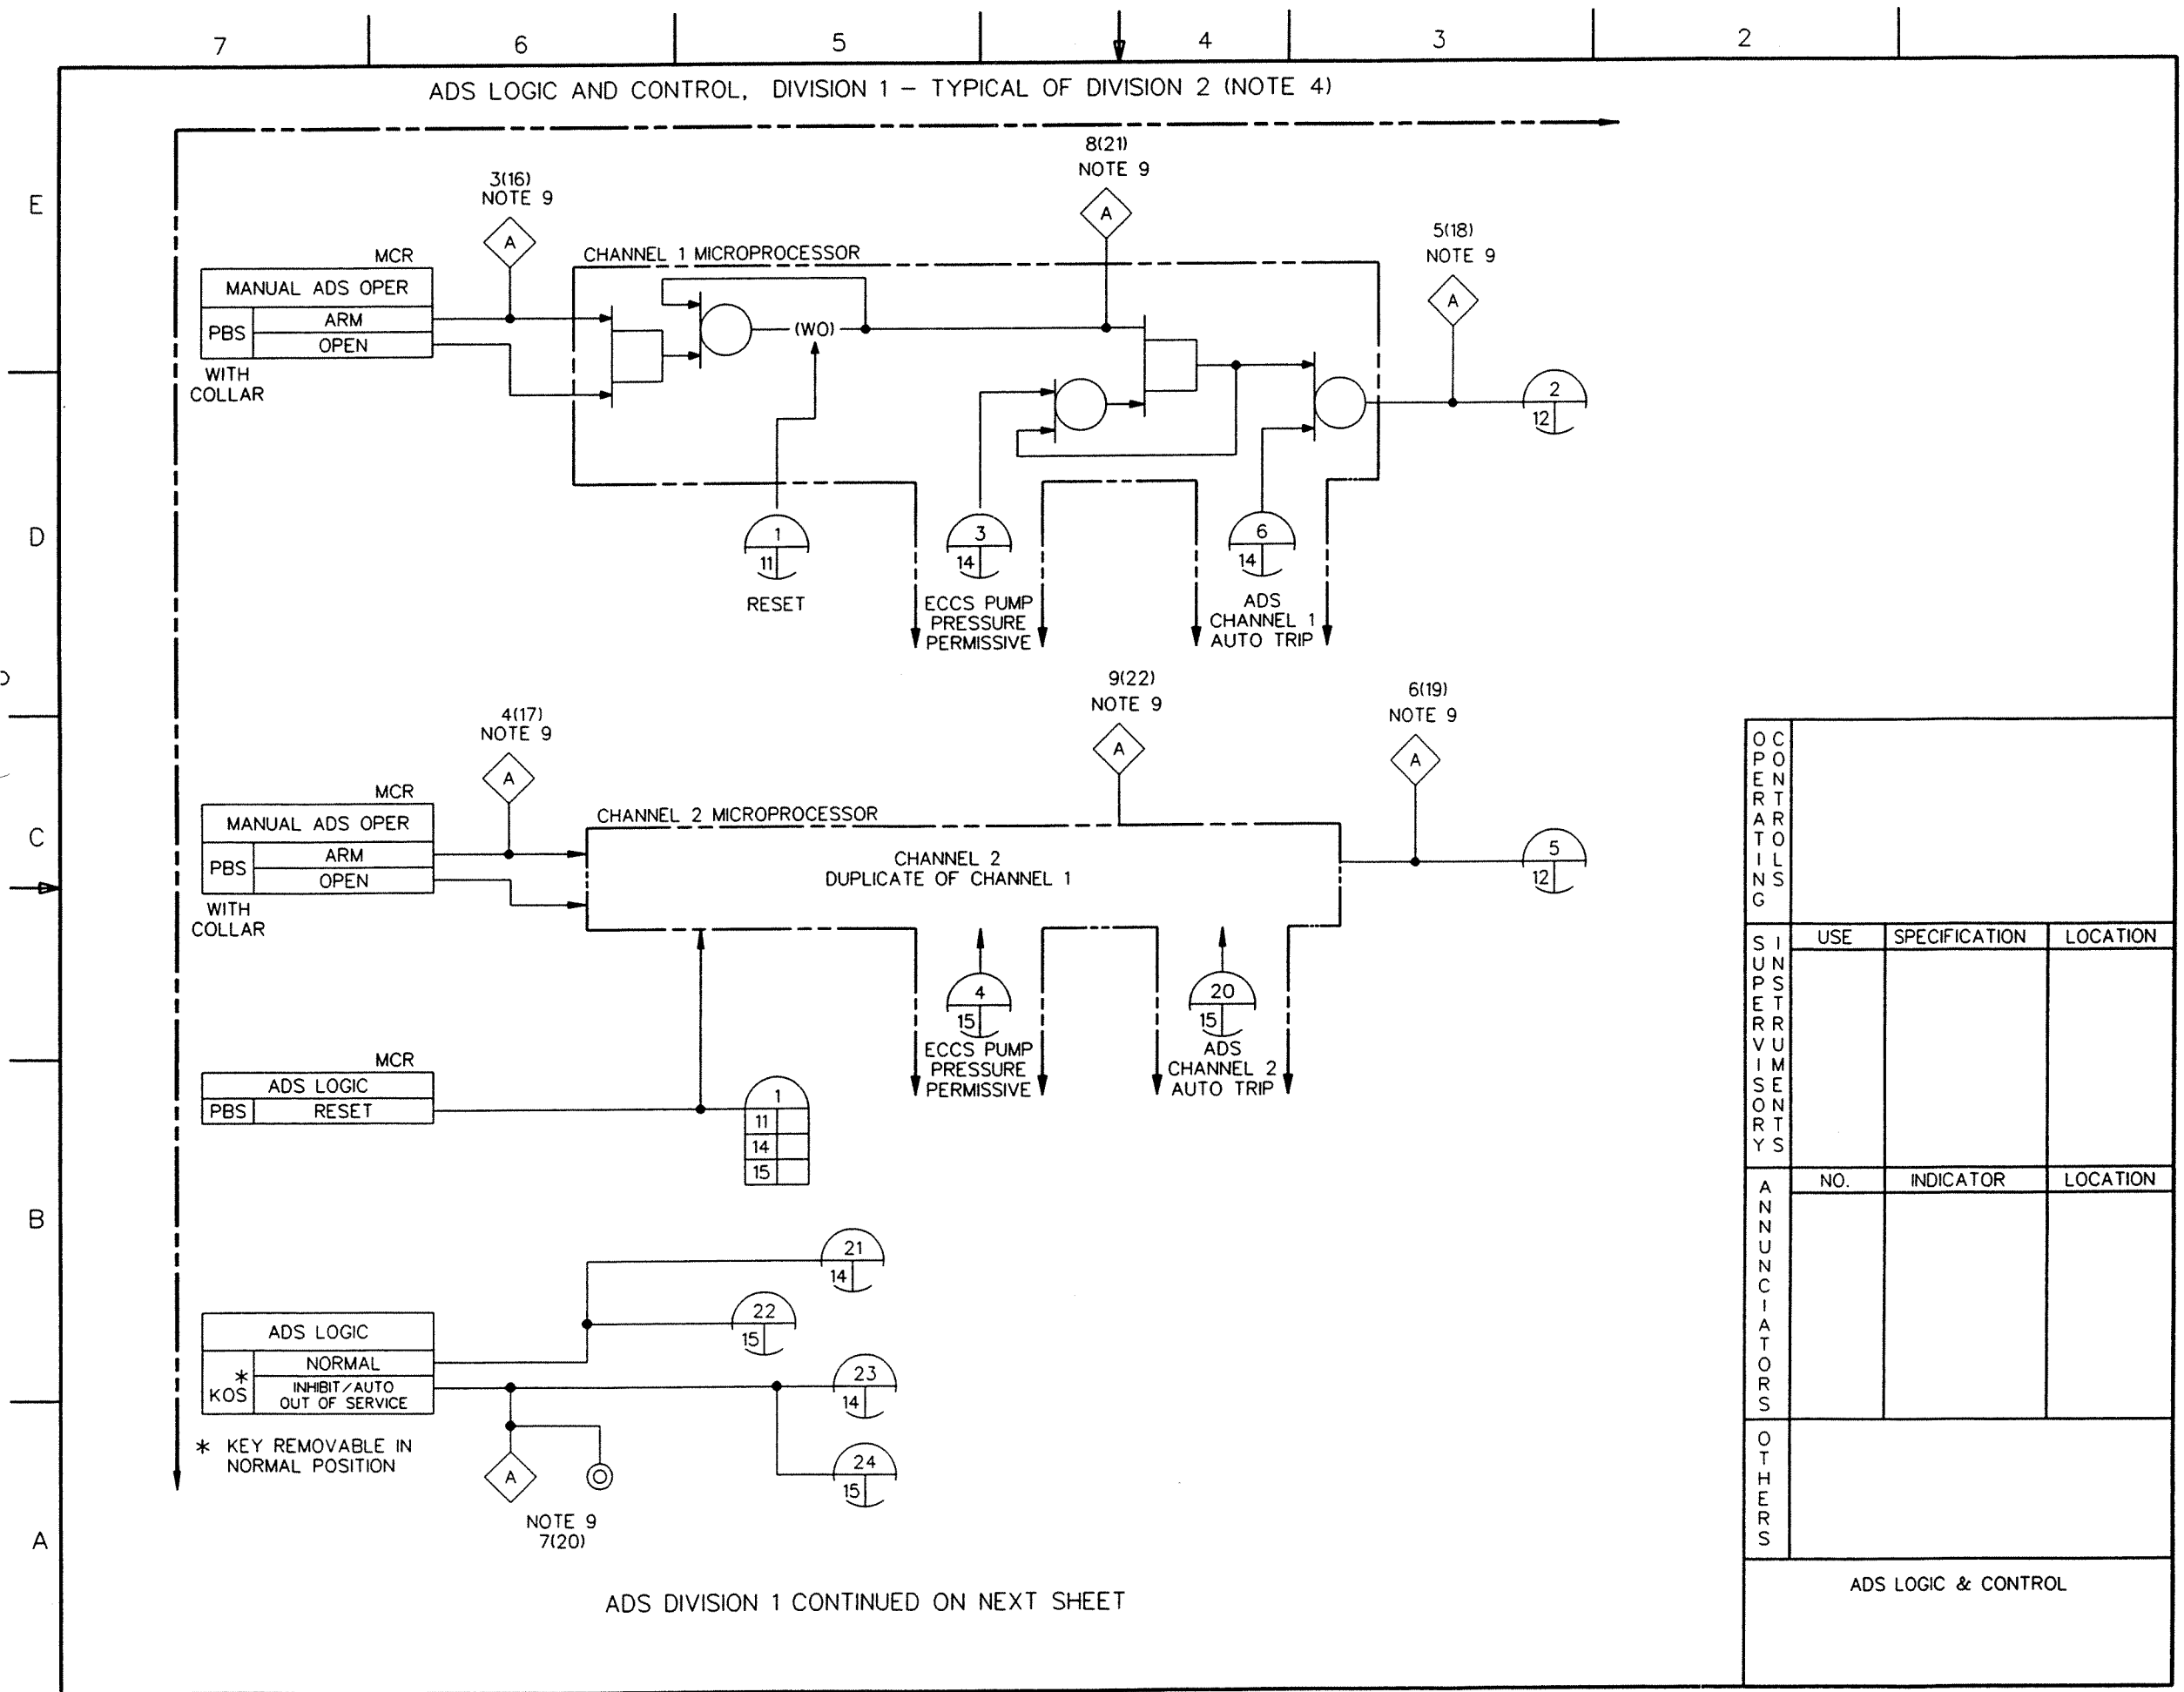 7 6 5 4 3 2
ADS LOGIC AND CONTROL, DIVISION 1 – TYPICAL OF DIVISION 2 (NOTE 4)
E
D
C
B
A
8(21)
NOTE 9
A
3(16)
NOTE 9
A
5(18)
NOTE 9
A
MCR
MANUAL ADS OPER
PBS
ARM
OPEN
WITH
COLLAR
CHANNEL 1 MICROPROCESSOR
(WO)
2
12
1
11
RESET
3
14
ECCS PUMP
PRESSURE
PERMISSIVE
6
14
ADS
CHANNEL 1
AUTO TRIP
4(17)
NOTE 9
A
9(22)
NOTE 9
A
6(19)
NOTE 9
A
MCR
MANUAL ADS OPER
PBS
ARM
OPEN
WITH
COLLAR
CHANNEL 2 MICROPROCESSOR
CHANNEL 2
DUPLICATE OF CHANNEL 1
5
12
4
15
ECCS PUMP
PRESSURE
PERMISSIVE
20
15
ADS
CHANNEL 2
AUTO TRIP
MCR
ADS LOGIC
PBS
RESET
1
11
14
15
21
14
22
15
ADS LOGIC
*
KOS
NORMAL
INHIBIT/AUTO
OUT OF SERVICE
23
14
24
15
* KEY REMOVABLE IN
NORMAL POSITION
A
NOTE 9
7(20)
ADS DIVISION 1 CONTINUED ON NEXT SHEET
OPERATING
CONTROLS
SUPERVISORY
INSTRUMENTS
USE SPECIFICATION LOCATION
ANNUNCIATORS
NO. INDICATOR LOCATION
OTHERS
ADS LOGIC & CONTROL